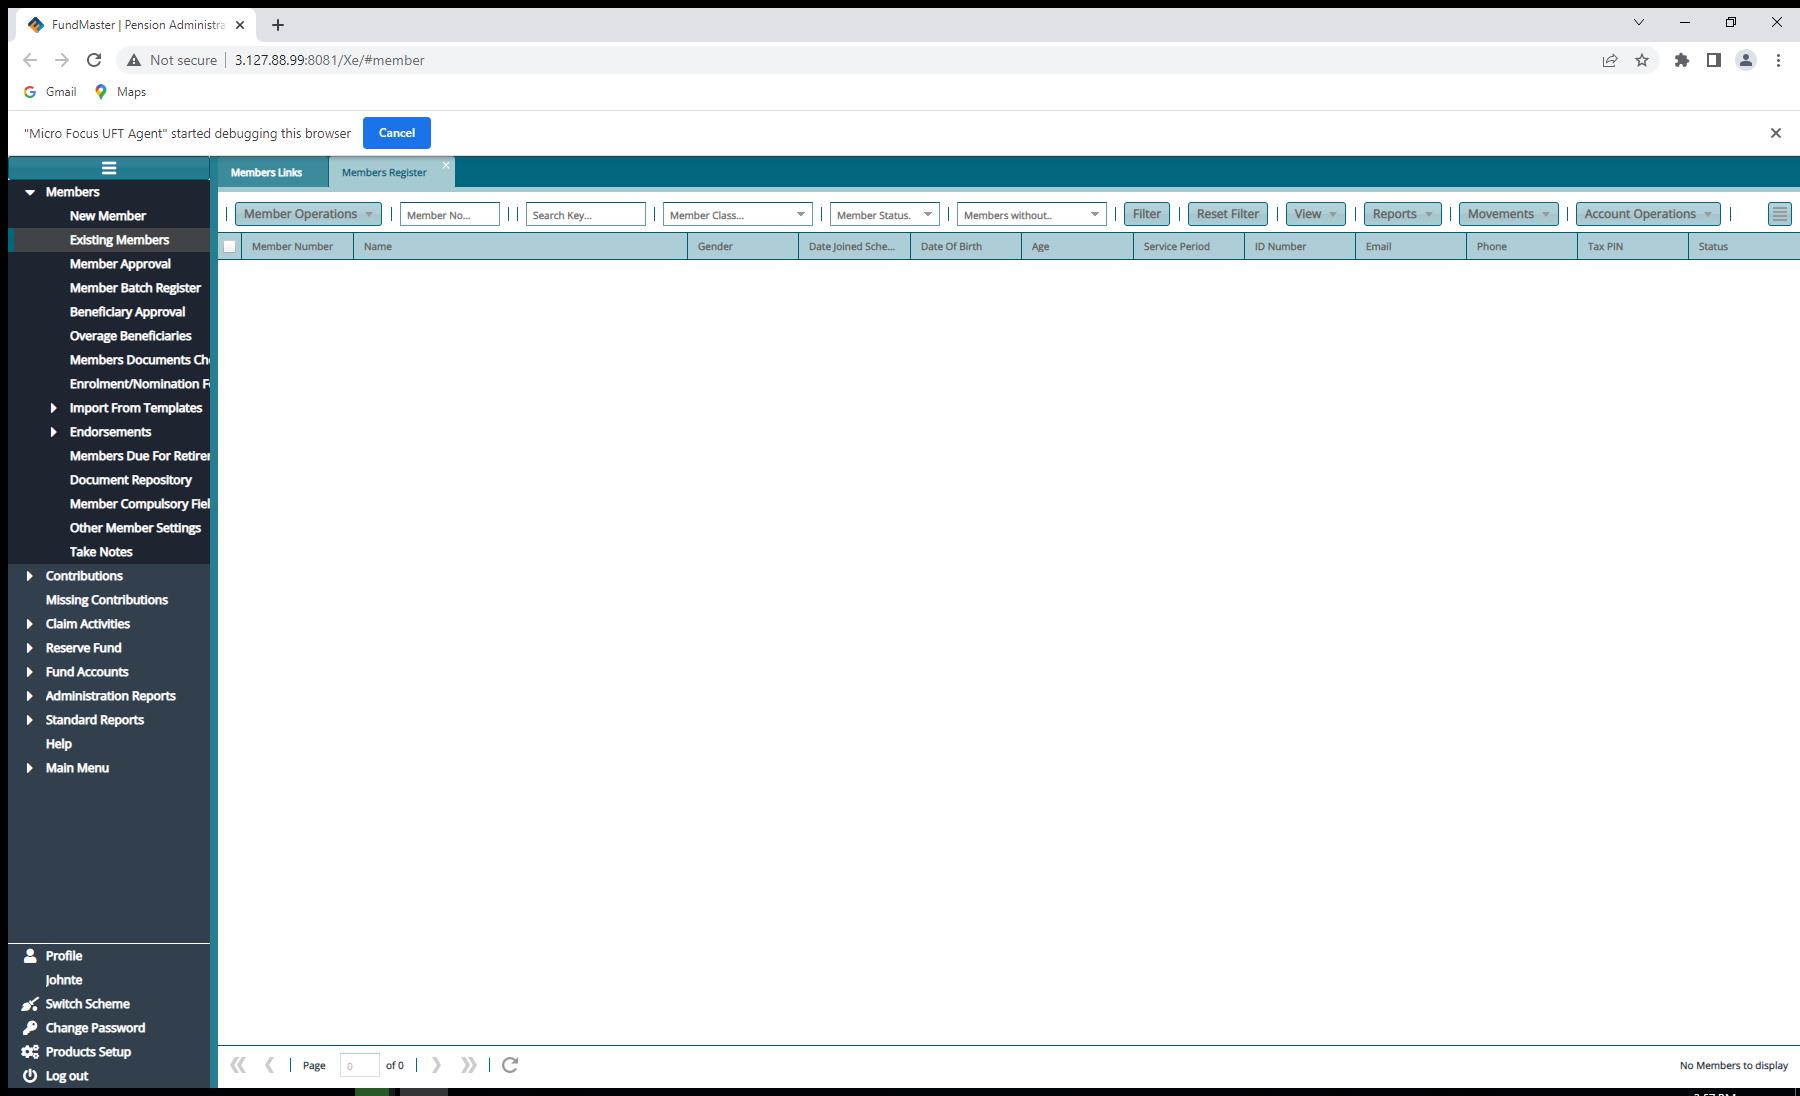 FundMaster | Pension Administra
Not secure
3.127.88.99:8081/Xe/#member
Gmail
Maps
"Micro Focus UFT Agent" started debugging this browser
Cancel
Members
New Member
Existing Members
Member Approval
Member Batch Register
Beneficiary Approval
Overage Beneficiaries
Members Documents Ch
Enrolment/Nomination F
Import From Templates
Endorsements
Members Due For Retire
Document Repository
Member Compulsory Fiel
Other Member Settings
Take Notes
Contributions
Missing Contributions
Claim Activities
Reserve Fund
Fund Accounts
Administration Reports
Standard Reports
Help
Main Menu
Profile
Johnte
Switch Scheme
Change Password
Products Setup
Log out
Members Links
Members Register
Member Operations
Member No...
Search Key...
Member Class...
Member Status.
Members without..
Filter
Reset Filter
View
Reports
Movements
Account Operations
Member Number
Name
Gender
Date Joined Sche...
Date Of Birth
Age
Service Period
ID Number
Email
Phone
Tax PIN
Status
Page
0
of 0
No Members to display